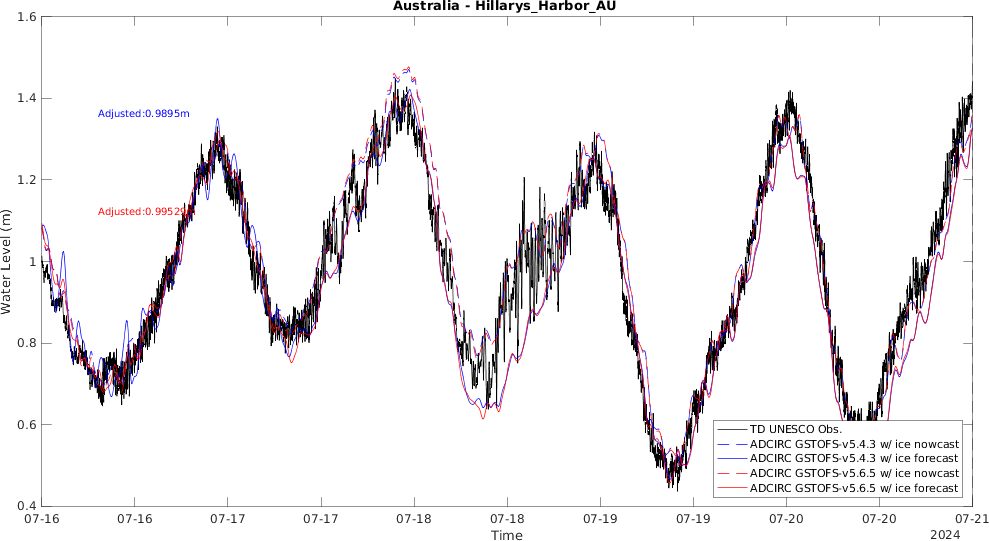 Australia - Hillarys_Harbor_AU
1.6
1.4
1.2
1
0.8
0.6
0.4
Water Level (m)
Adjusted:0.9895m
Adjusted:0.9952
TD UNESCO Obs.
ADCIRC GSTOFS-v5.4.3 w/ ice nowcast
ADCIRC GSTOFS-v5.4.3 w/ ice forecast
ADCIRC GSTOFS-v5.6.5 w/ ice nowcast
ADCIRC GSTOFS-v5.6.5 w/ ice forecast
07-16 07-16 07-17 07-17 07-18 07-18 07-19 07-19 07-20 07-20 07-21
Time
2024